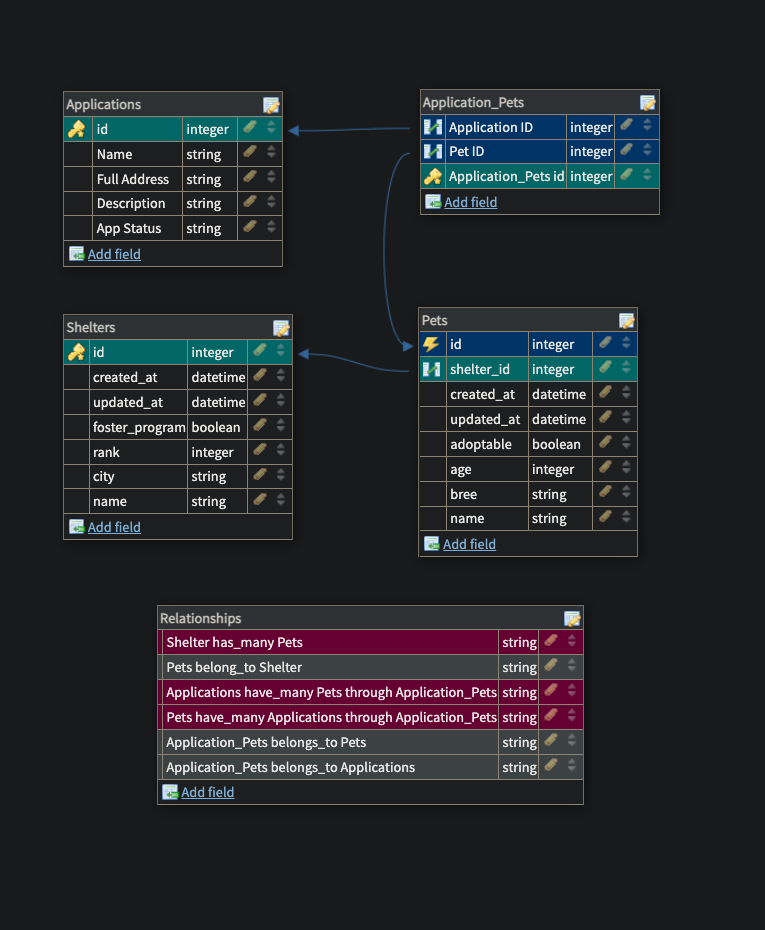 Applications
id integer
Name string
Full Address string
Description string
App Status string
Add field
Application_Pets
Application ID integer
Pet ID integer
Application_Pets id integer
Add field
Shelters
id integer
created_at datetime
updated_at datetime
foster_program boolean
rank integer
city string
name string
Add field
Pets
id integer
shelter_id integer
created_at datetime
updated_at datetime
adoptable boolean
age integer
bree string
name string
Add field
Relationships
Shelter has_many Pets string
Pets belong_to Shelter string
Applications have_many Pets through Application_Pets string
Pets have_many Applications through Application_Pets string
Application_Pets belongs_to Pets string
Application_Pets belongs_to Applications string
Add field